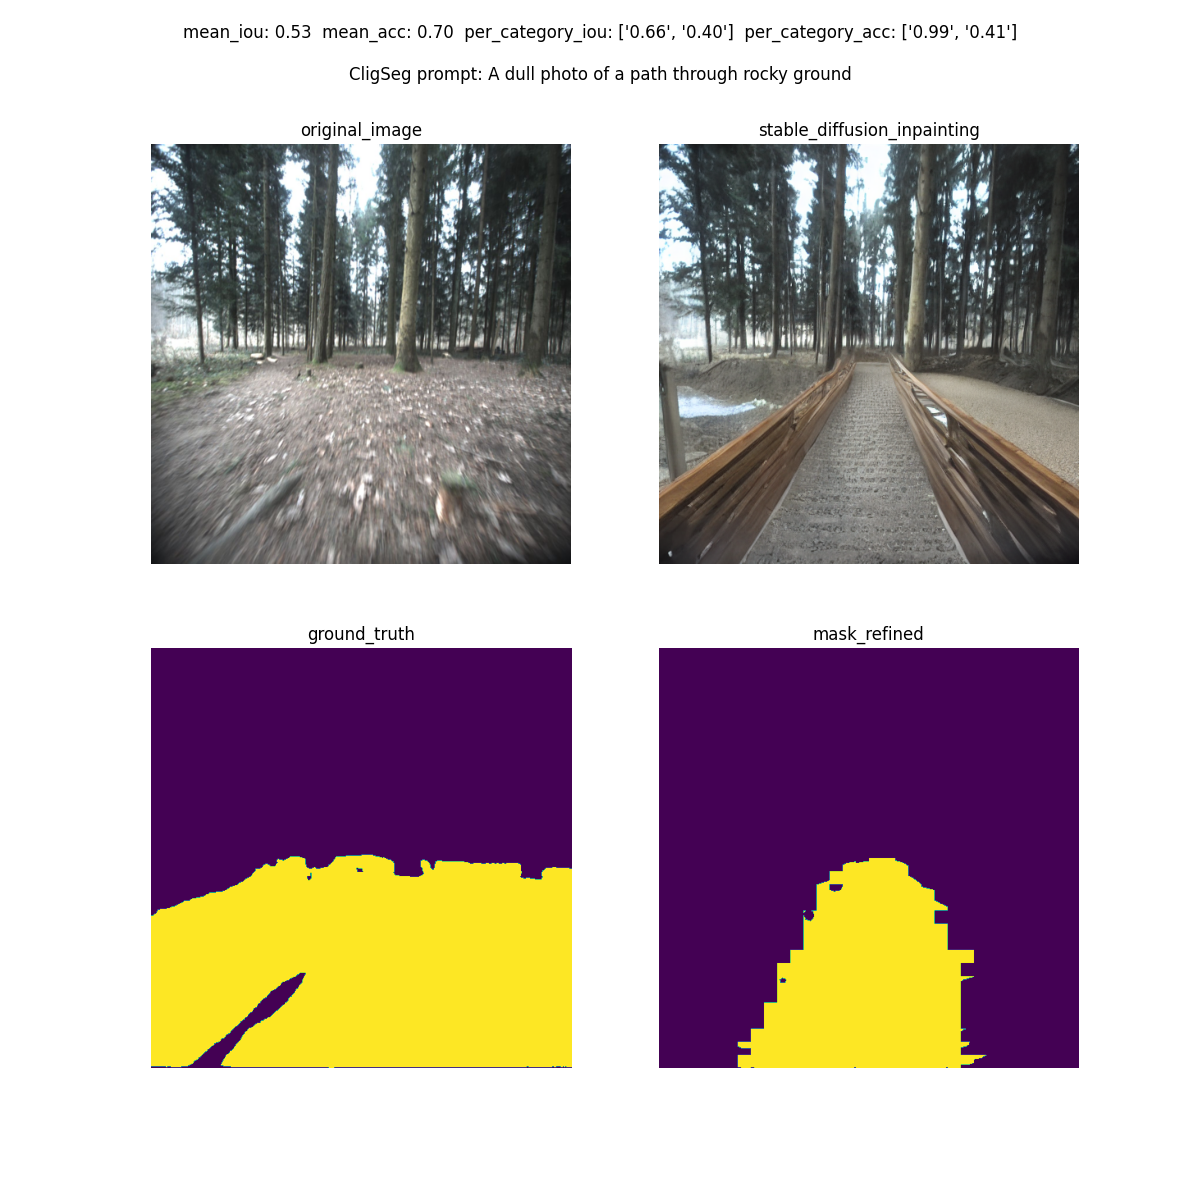 mean_iou: 0.53  mean_acc: 0.70  per_category_iou: ['0.66', '0.40']  per_category_acc: ['0.99', '0.41']
CligSeg prompt: A dull photo of a path through rocky ground
original_image
stable_diffusion_inpainting
ground_truth
mask_refined